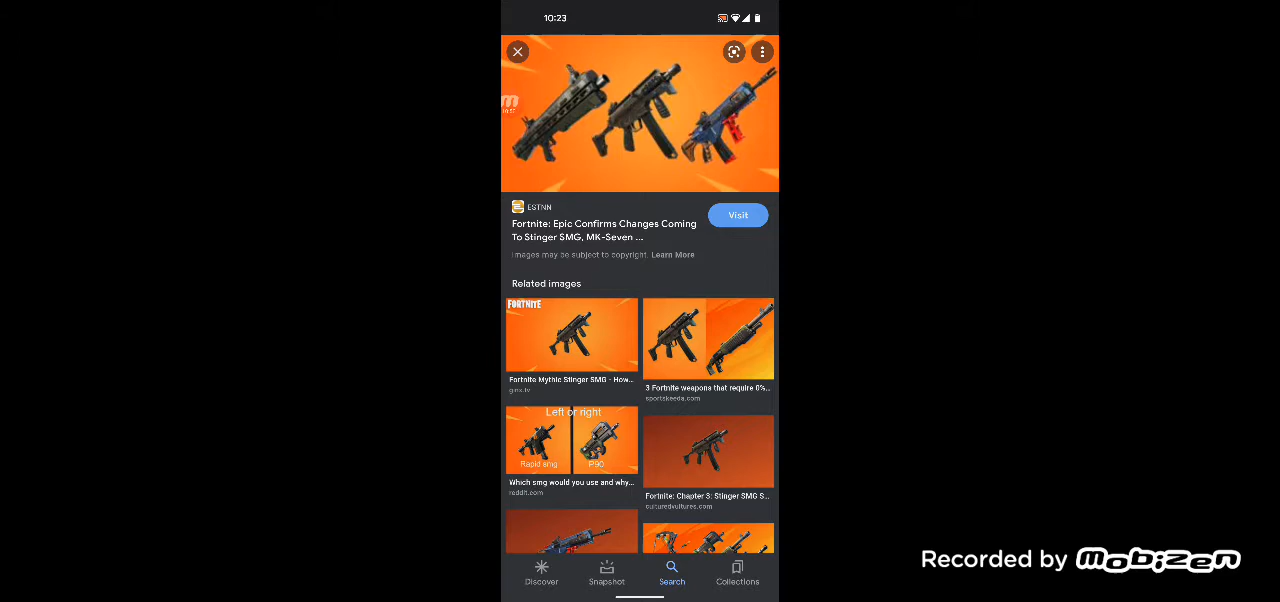 10:23
ESTNN
Visit
Fortnite: Epic Confirms Changes Coming
To Stinger SMG, MK-Seven ...
Images may be subject to copyright. Learn More
Related images
FORTNITE
Fortnite Mythic Stinger SMG - How...
ginx.tv
3 Fortnite weapons that require 0%...
sportskeeda.com
Left or right
Rapid smg
P90
Which smg would you use and why...
reddit.com
Fortnite: Chapter 3: Stinger SMG S...
culturedvultures.com
Discover
Snapshot
Search
Collections
Recorded by mobizen